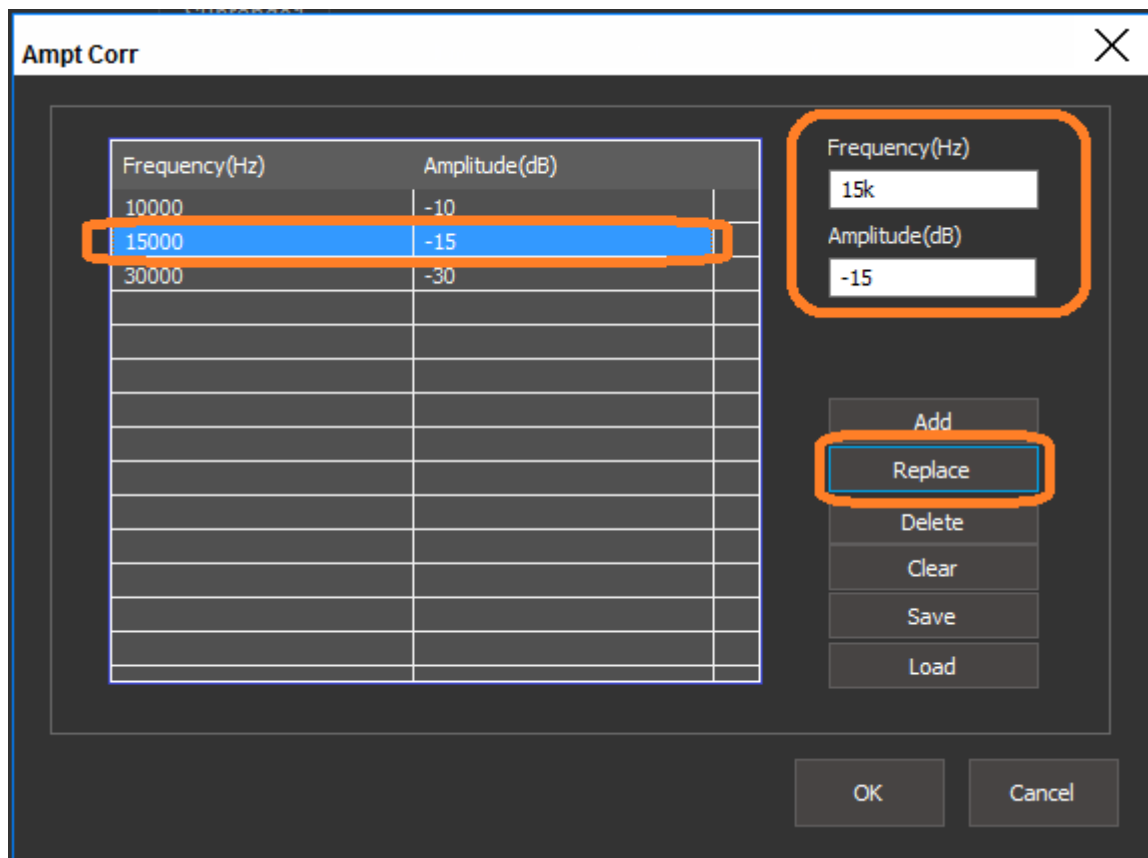 Ampt Corr
Frequency(Hz) Amplitude(dB)
10000 -10
15000 -15
30000 -30
Frequency(Hz)
15k
Amplitude(dB)
-15
Add
Replace
Delete
Clear
Save
Load
OK Cancel